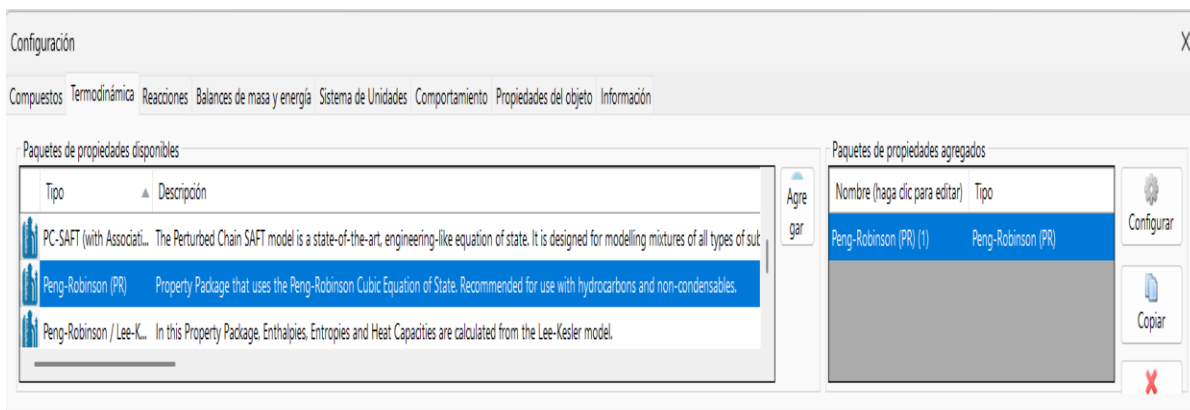 Configuración
X
Compuestos Termodinámica Reacciones Balances de masa y energía Sistema de Unidades Comportamiento Propiedades del objeto Información
Paquetes de propiedades disponibles
Tipo Descripción
PC-SAFT (with Associati... The Perturbed Chain SAFT model is a state-of-the-art, engineering-like equation of state. It is designed for modelling mixtures of all types of sub
Peng-Robinson (PR) Property Package that uses the Peng-Robinson Cubic Equation of State. Recommended for use with hydrocarbons and non-condensables.
Peng-Robinson / Lee-K... In this Property Package, Enthalpies, Entropies and Heat Capacities are calculated from the Lee-Kesler model.
Agre
gar
Paquetes de propiedades agregados
Nombre (haga clic para editar) Tipo
Peng-Robinson (PR) (1) Peng-Robinson (PR)
Configurar
Copiar